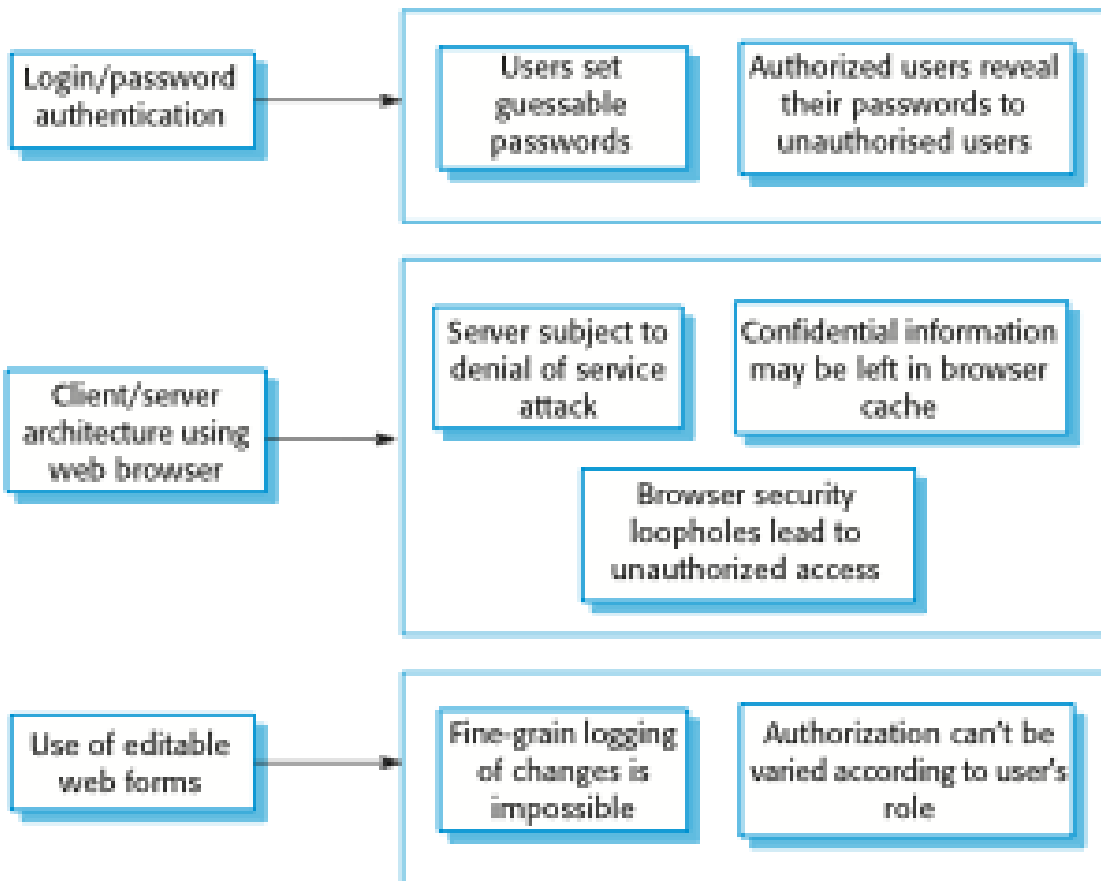 Login/password
authentication
Users set
guessable
passwords
Authorized users reveal
their passwords to
unauthorised users
Client/server
architecture using
web browser
Server subject to
denial of service
attack
Confidential information
may be left in browser
cache
Browser security
loopholes lead to
unauthorized access
Use of editable
web forms
Fine-grain logging
of changes is
impossible
Authorization can't be
varied according to user's
role